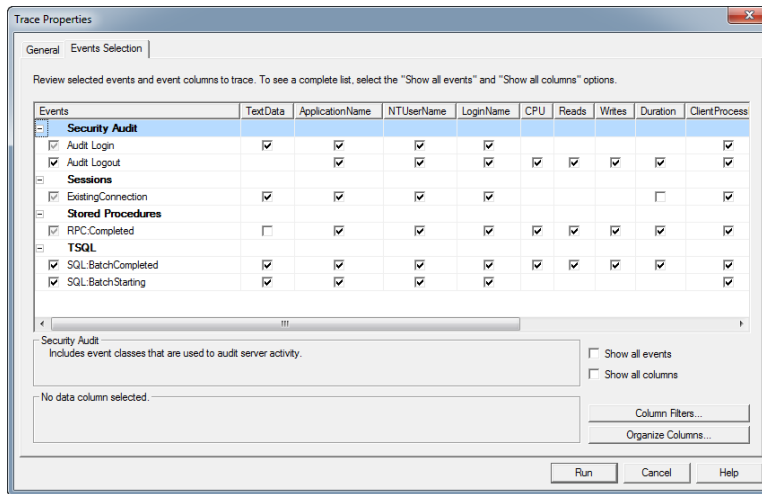 Trace Properties
General Events Selection
Review selected events and event columns to trace. To see a complete list, select the "Show all events" and "Show all columns" options.
Events TextData ApplicationName NTUserName LoginName CPU Reads Writes Duration ClientProcess
Security Audit
Audit Login
Audit Logout
Sessions
ExistingConnection
Stored Procedures
RPC:Completed
TSQL
SQL:BatchCompleted
SQL:BatchStarting
Security Audit
Includes event classes that are used to audit server activity.
Show all events
Show all columns
No data column selected.
Column Filters...
Organize Columns...
Run Cancel Help